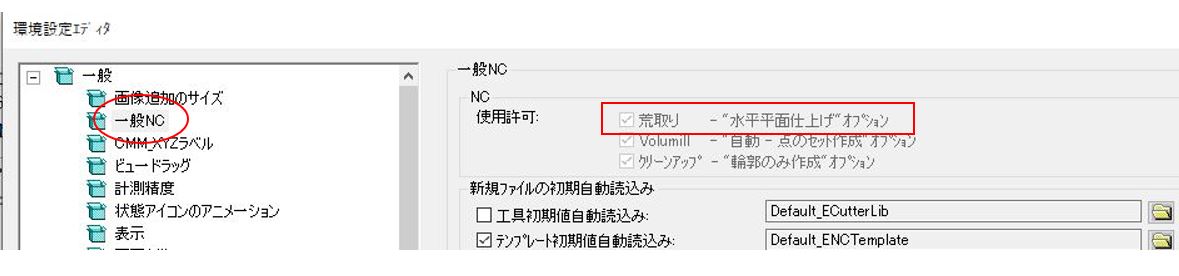 環境設定ｴﾃﾞｨﾀ
一般
画像追加のサイズ
一般NC
CMM_XYZラベル
ビュードラッグ
計測精度
状態アイコンのアニメーション
表示
一般NC
NC
使用許可:
荒取り －“水平平面仕上げ”ｵﾌﾟｼｮﾝ
Volumill －“自動－点のｾｯﾄ作成”ｵﾌﾟｼｮﾝ
ｸﾘｰﾝｱｯﾌﾟ －“輪郭のみ作成”ｵﾌﾟｼｮﾝ
新規ﾌｧｲﾙの初期自動読込み
工具初期値自動読込み: Default_ECutterLib
ﾃﾝﾌﾟﾚｰﾄ初期値自動読込み: Default_ENCTemplate